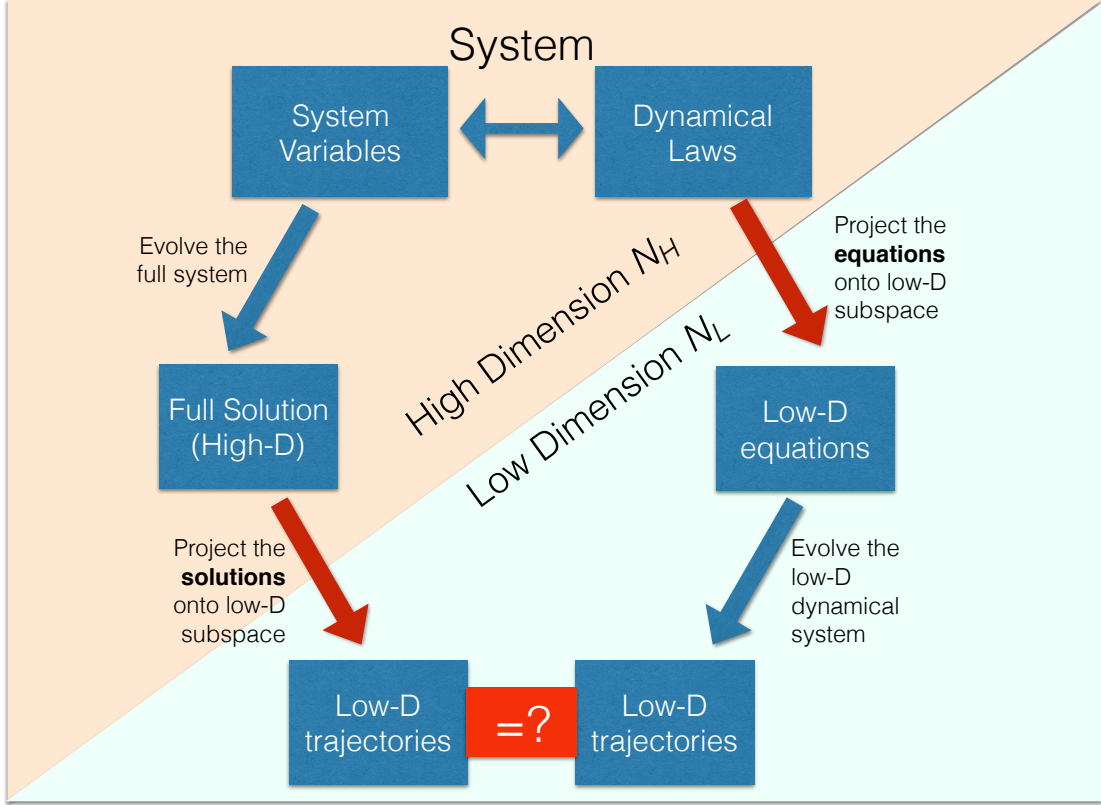 System
System
Variables
Dynamical
Laws
Evolve the
full system
Project the
equations
onto low-D
subspace
High Dimension N_H
Low Dimension N_L
Full Solution
(High-D)
Low-D
equations
Project the
solutions
onto low-D
subspace
Evolve the
low-D
dynamical
system
Low-D
trajectories
=?
Low-D
trajectories